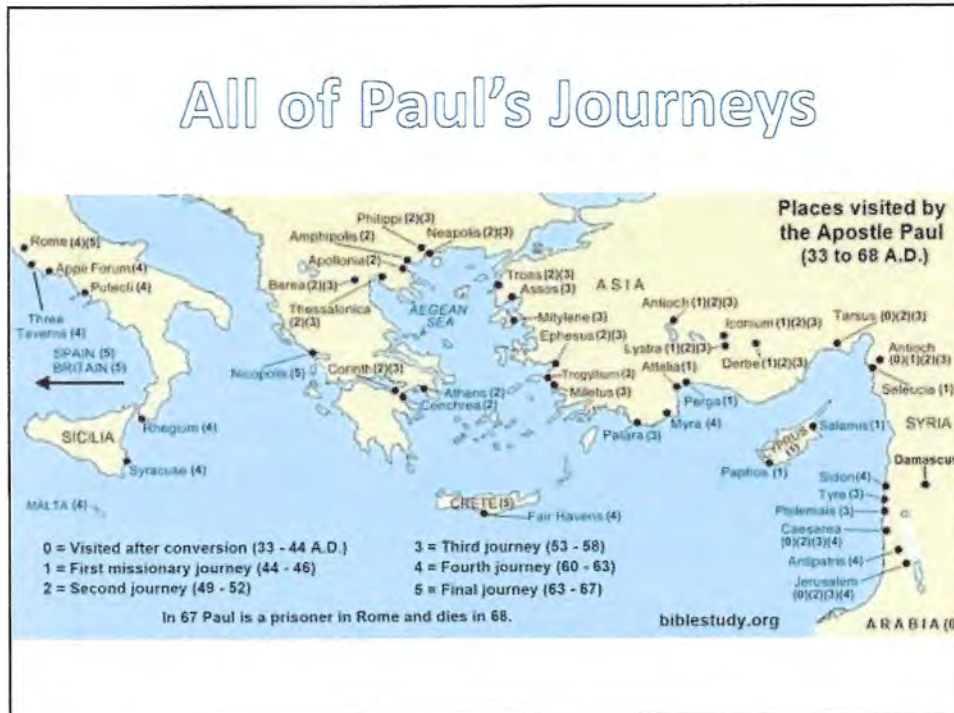 All of Paul's Journeys
Places visited by
the Apostle Paul
(33 to 68 A.D.)
Philippi (2)(3)
Neapolis (2)(3)
Amphipolis (2)
Apollonia (2)
Berea (2)(3)
Thessalonica
(2)(3)
AEGEAN
SEA
Rome (4)(5)
Appii Forum (4)
Puteoli (4)
Three
Taverns (4)
SPAIN (5)
BRITAIN (5)
Nicopolis (5)
Corinth (2)(3)
Athens (2)
Cenchrea (2)
Rhegium (4)
SICILIA
Syracuse (4)
MALTA (4)
CRETE (5)
Fair Havens (4)
Troas (2)(3)
Assos (3)
ASIA
Mitylene (3)
Ephesus (2)(3)
Trogyllium (3)
Miletus (3)
Antioch (1)(2)(3)
Iconium (1)(2)(3)
Lystra (1)(2)(3)
Derbe (1)(2)(3)
Attalia (1)
Perga (1)
Patara (3)
Myra (4)
Tarsus (0)(2)(3)
Antioch
(0)(1)(2)(3)
Seleucia (1)
SYRIA
CYPRUS
(1)
Salamis (1)
Paphos (1)
Damascus
Sidon (4)
Tyre (3)
Ptolemais (3)
Caesarea
(0)(2)(3)(4)
Antipatris (4)
Jerusalem
(0)(2)(3)(4)
ARABIA (0
0 = Visited after conversion (33 - 44 A.D.)
1 = First missionary journey (44 - 46)
2 = Second journey (49 - 52)
3 = Third journey (53 - 58)
4 = Fourth journey (60 - 63)
5 = Final journey (63 - 67)
In 67 Paul is a prisoner in Rome and dies in 68.
biblestudy.org